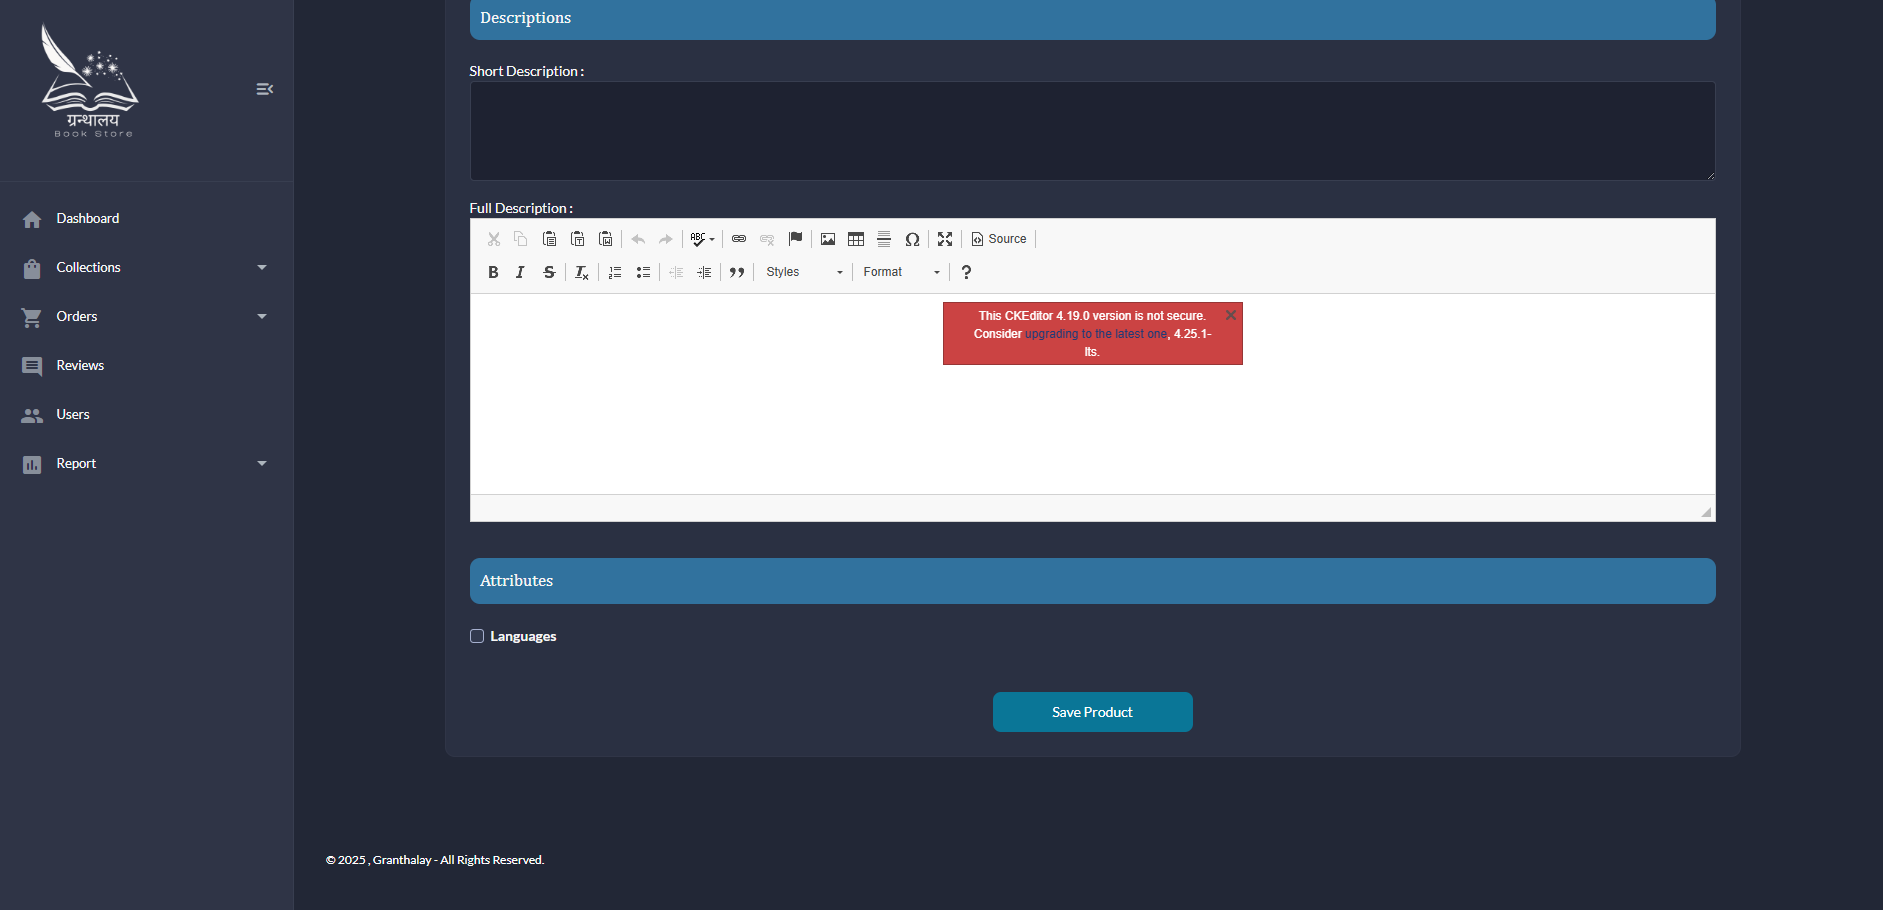 ग्रन्थालय
Book Store
Dashboard
Collections
Orders
Reviews
Users
Report
Descriptions
Short Description :
Full Description :
ABC
Source
B I S Tx
Styles
Format
?
This CKEditor 4.19.0 version is not secure.
Consider upgrading to the latest one, 4.25.1-
lts.
Attributes
Languages
Save Product
© 2025 , Granthalay - All Rights Reserved.